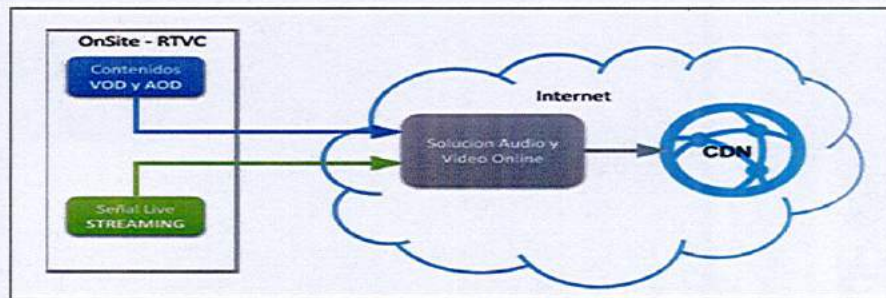 OnSite - RTVC
Contenidos
VOD y AOD
Internet
Solucion Audio y
Video Online
CDN
Señal Live
STREAMING